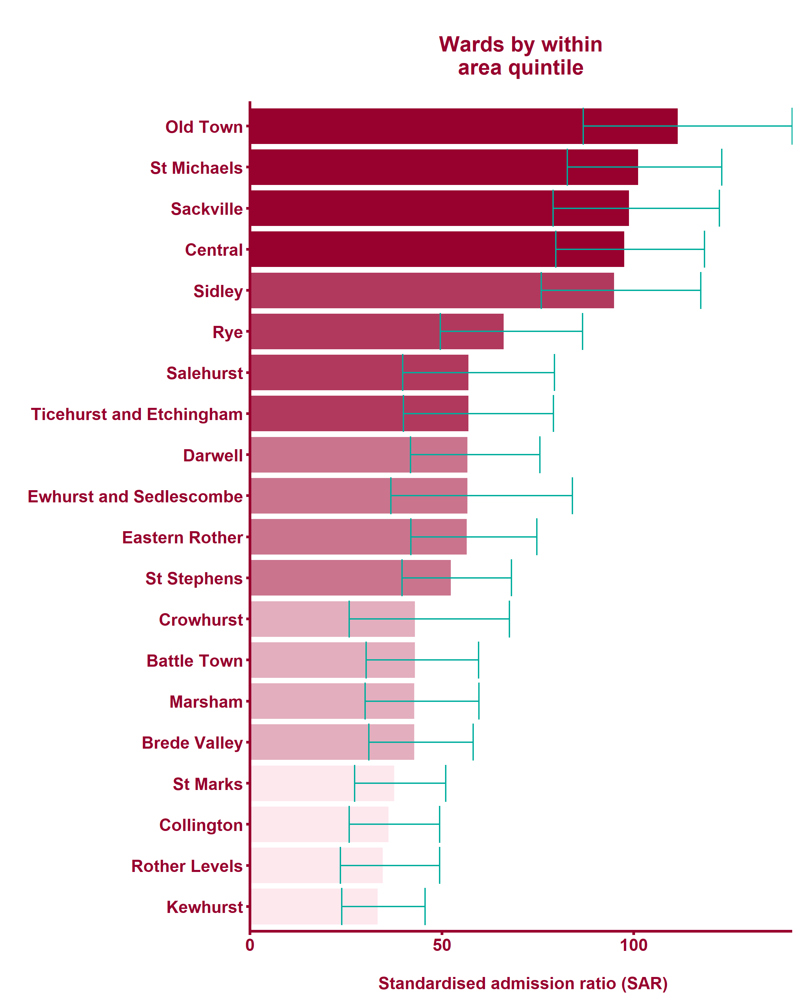 Wards by within
area quintile
Old Town
St Michaels
Sackville
Central
Sidley
Rye
Salehurst
Ticehurst and Etchingham
Darwell
Ewhurst and Sedlescombe
Eastern Rother
St Stephens
Crowhurst
Battle Town
Marsham
Brede Valley
St Marks
Collington
Rother Levels
Kewhurst
0 50 100
Standardised admission ratio (SAR)